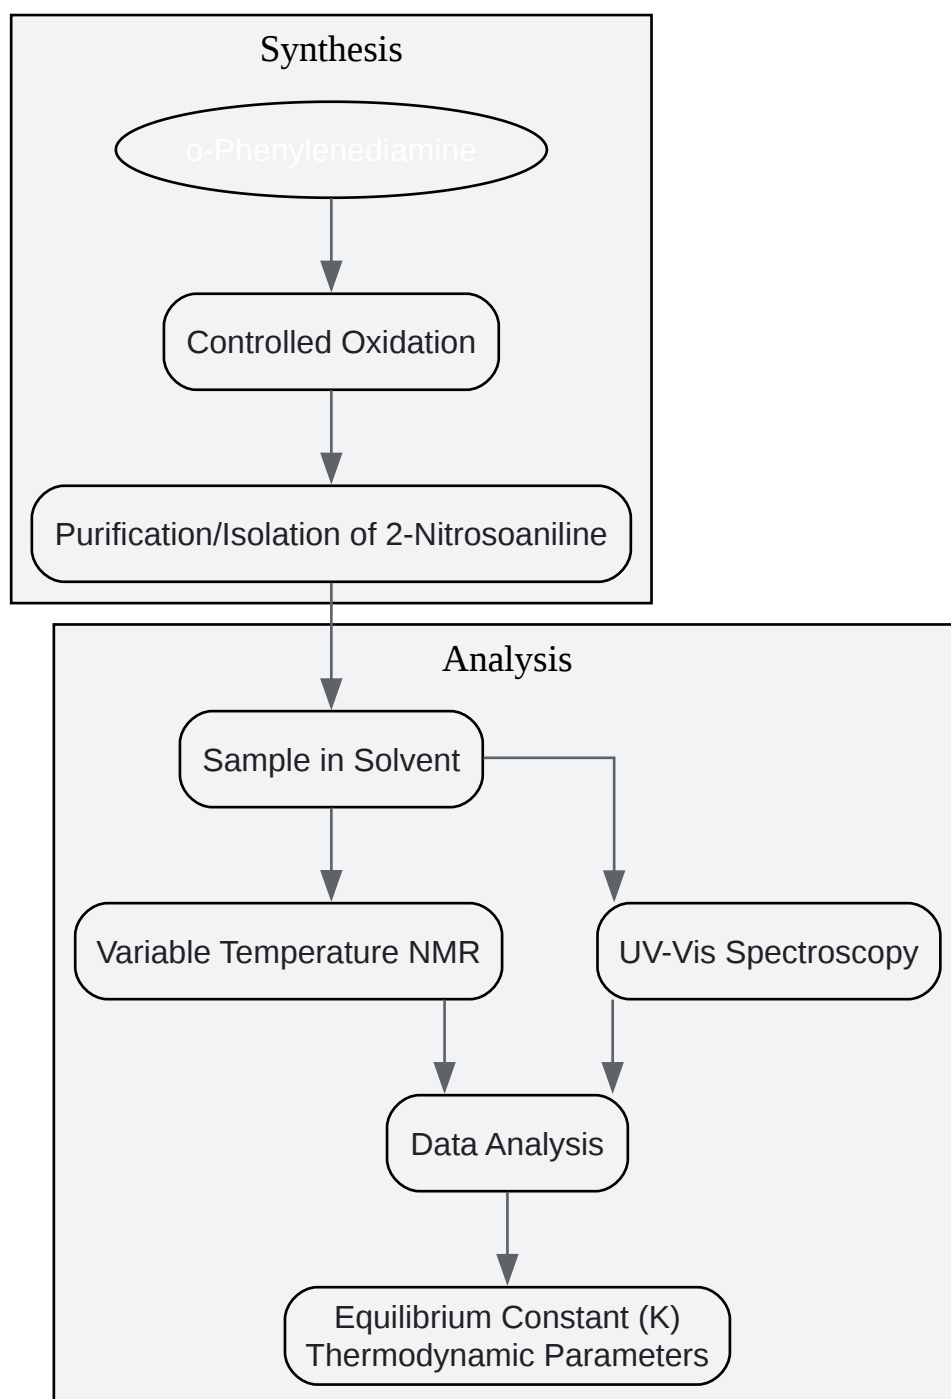 Synthesis
o-Phenylenediamine
Controlled Oxidation
Purification/Isolation of 2-Nitrosoaniline
Analysis
Sample in Solvent
Variable Temperature NMR
UV-Vis Spectroscopy
Data Analysis
Equilibrium Constant (K)
Thermodynamic Parameters